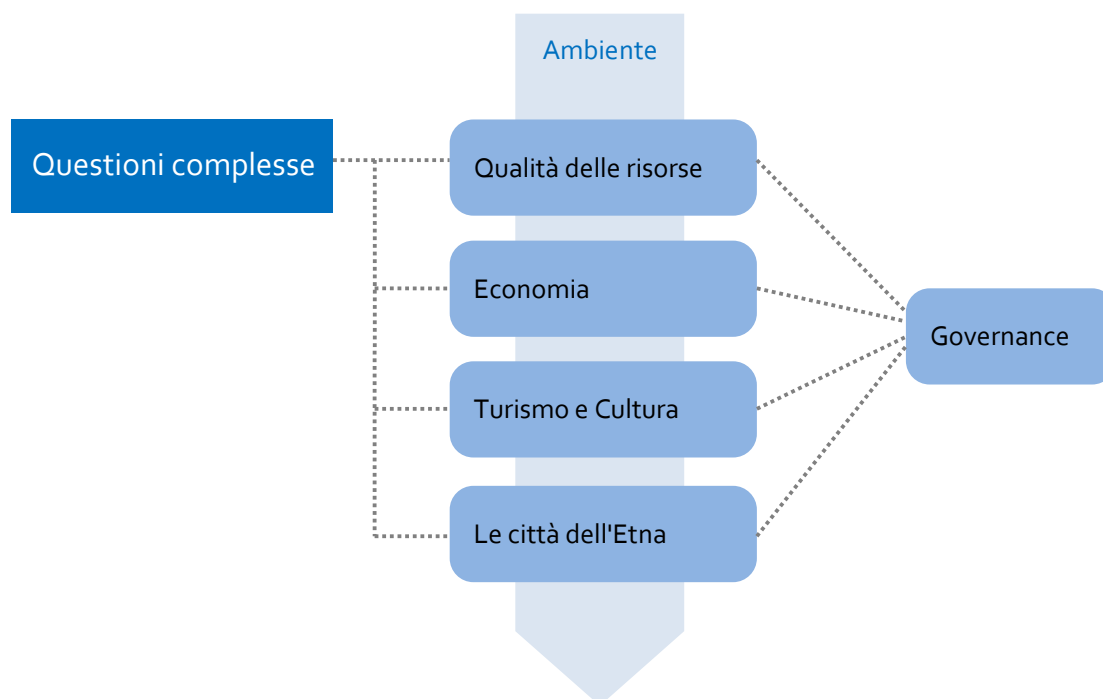 Ambiente
Questioni complesse
Qualità delle risorse
Economia
Governance
Turismo e Cultura
Le città dell'Etna